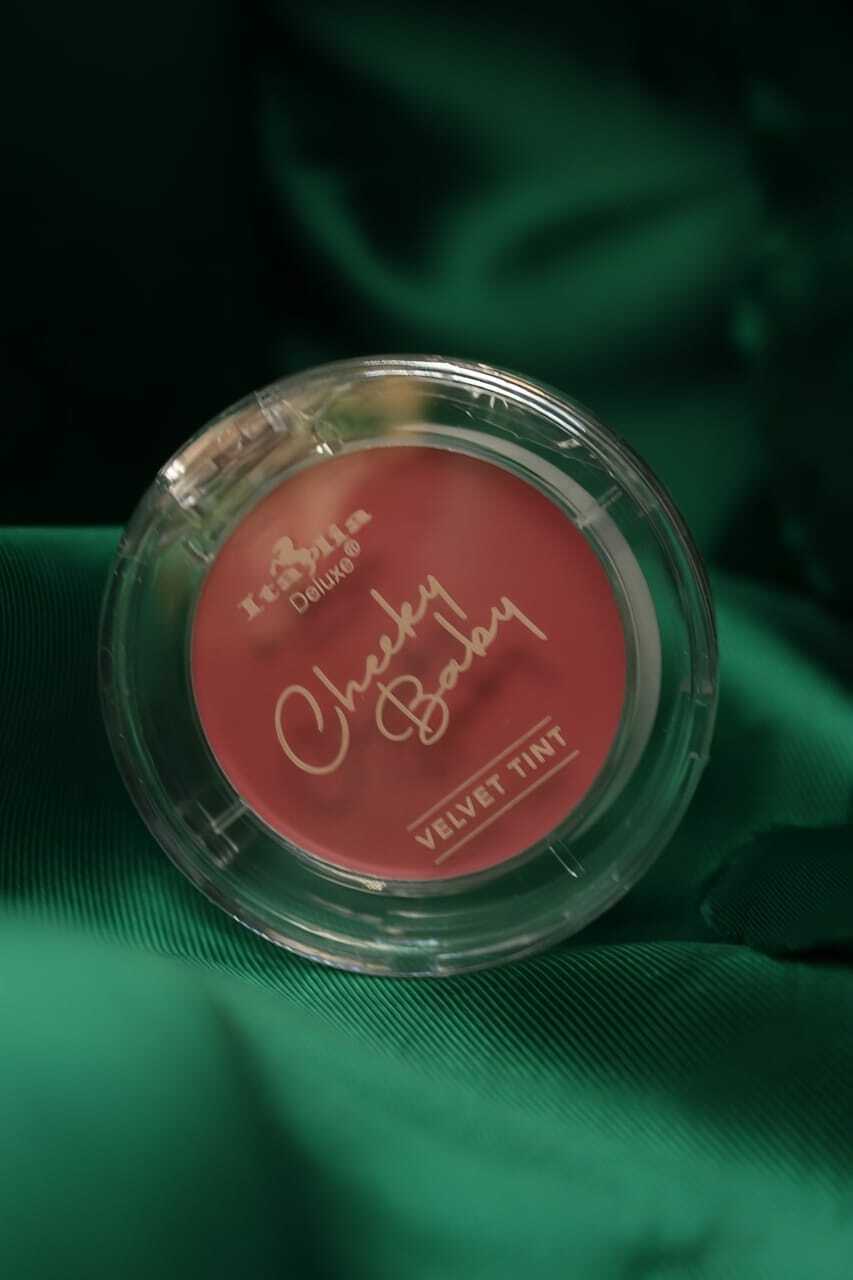 Italia
Deluxe®
Cheeky
Baby
VELVET TINT